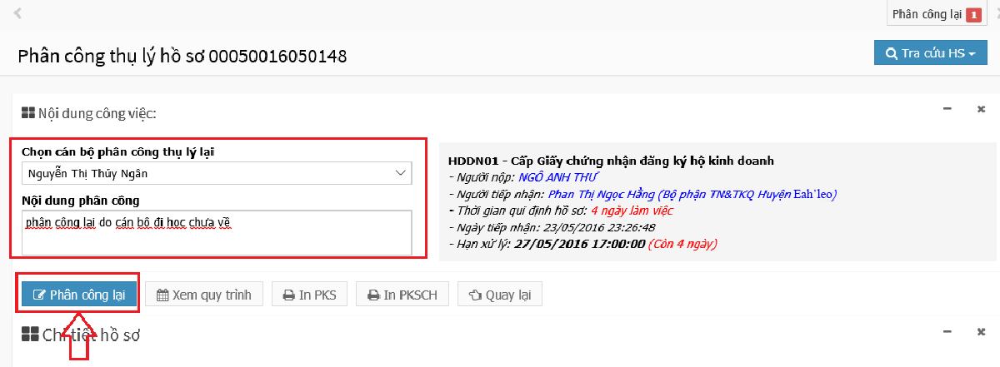 Phân công lại 1
Phân công thụ lý hồ sơ 00050016050148
Tra cứu HS
Nội dung công việc:
Chọn cán bộ phân công thụ lý lại
Nguyễn Thị Thủy Ngân
Nội dung phân công
phân công lại do cán bộ đi học chưa về
HDDN01 - Cấp Giấy chứng nhận đăng ký hộ kinh doanh
- Người nộp: NGÔ ANH THƯ
- Người tiếp nhận: Phan Thị Ngọc Hằng (Bộ phận TN&TKQ Huyện Eah'leo)
- Thời gian qui định hồ sơ: 4 ngày làm việc
- Ngày tiếp nhận: 23/05/2016 23:26:48
- Hạn xử lý: 27/05/2016 17:00:00 (Còn 4 ngày)
Phân công lại
Xem quy trình
In PKS
In PKSCH
Quay lại
Chi tiết hồ sơ